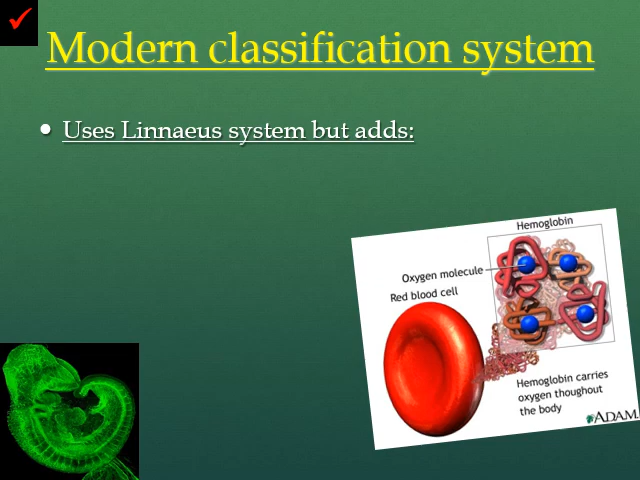 Modern classification system
• Uses Linnaeus system but adds:
Hemoglobin
Oxygen molecule
Red blood cell
Hemoglobin carries
oxygen thoughout
the body
ADAM.